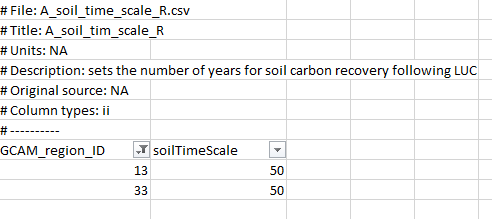 # File: A_soil_time_scale_R.csv
# Title: A_soil_tim_scale_R
# Units: NA
# Description: sets the number of years for soil carbon recovery following LUC
# Original source: NA
# Column types: ii
# ----------
GCAM_region_ID soilTimeScale
13 50
33 50